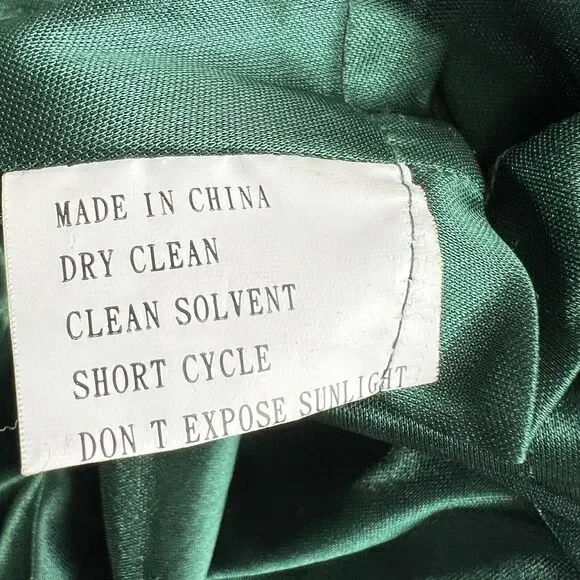 MADE IN CHINA
DRY CLEAN
CLEAN SOLVENT
SHORT CYCLE
DON T EXPOSE SUNLIGHT